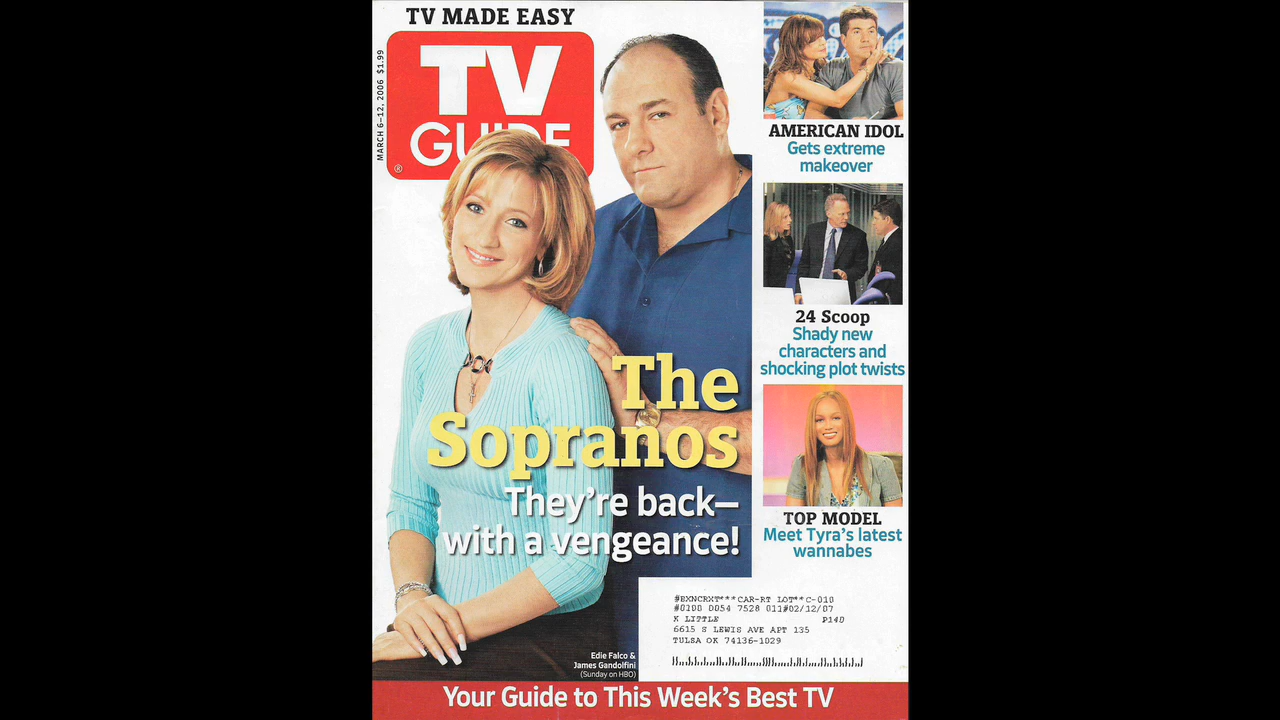 TV MADE EASY
MARCH 6–12, 2006 $1.99
TV
GUIDE
®
AMERICAN IDOL
Gets extreme
makeover
24 Scoop
Shady new
characters and
shocking plot twists
TOP MODEL
Meet Tyra's latest
wannabes
The
Sopranos
They're back–
with a vengeance!
Edie Falco &
James Gandolfini
(Sunday on HBO)
#BXNCRXT***CAR-RT LOT**C-010
#0100 0054 7528 011#02/12/07
K LITTLE P140
6615 S LEWIS AVE APT 135
TULSA OK 74136-1029
Your Guide to This Week's Best TV